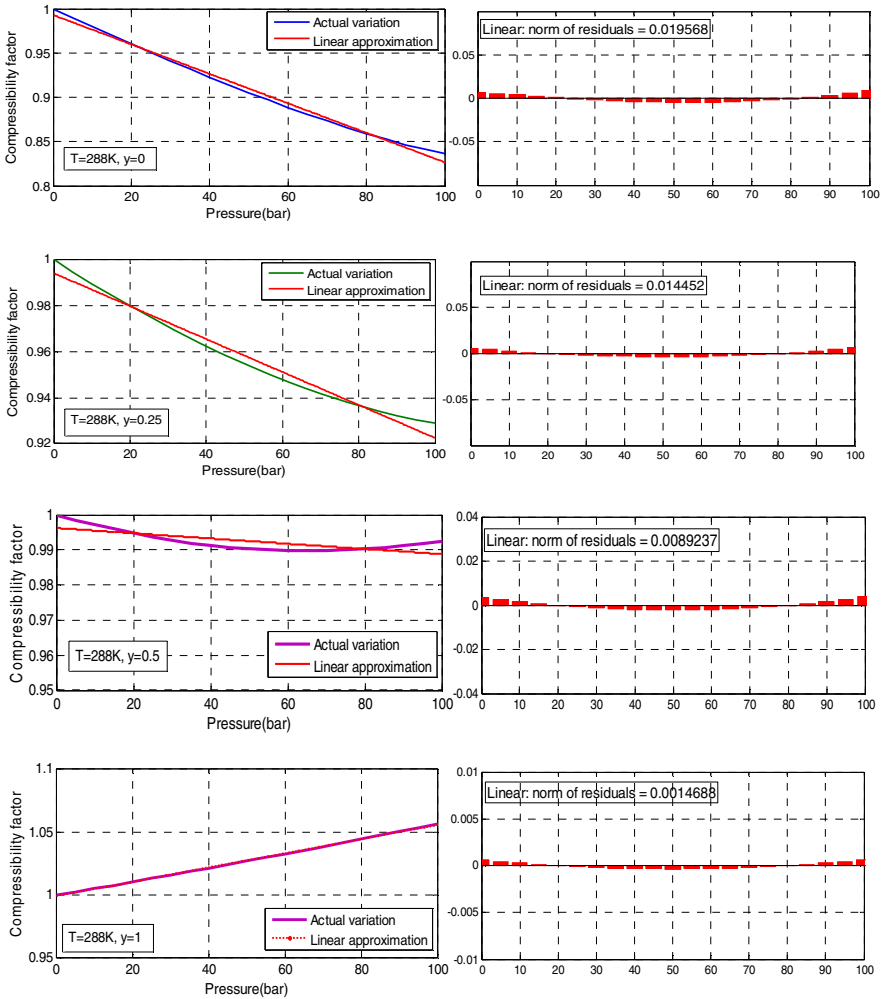 1
0.95
0.9
0.85
0.8
Compressibility factor
Actual variation
Linear approximation
T=288K, y=0
0 20 40 60 80 100
Pressure(bar)
Linear: norm of residuals = 0.019568
0.05
0
-0.05
0 10 20 30 40 50 60 70 80 90 100
1
0.98
0.96
0.94
0.92
Compressibility factor
Actual variation
Linear approximation
T=288K, y=0.25
0 20 40 60 80 100
Pressure(bar)
Linear: norm of residuals = 0.014452
0.05
0
-0.05
0 10 20 30 40 50 60 70 80 90 100
1
0.99
0.98
0.97
0.96
0.95
Compressibility factor
Actual variation
Linear approximation
T=288K, y=0.5
0 20 40 60 80 100
Pressure(bar)
0.04
Linear: norm of residuals = 0.0089237
0.02
0
-0.02
-0.04
0 10 20 30 40 50 60 70 80 90 100
1.1
1.05
1
0.95
Compressibility factor
Actual variation
Linear approximation
T=288K, y=1
0 20 40 60 80 100
Pressure(bar)
0.01
Linear: norm of residuals = 0.0014688
0.005
0
-0.005
-0.01
0 10 20 30 40 50 60 70 80 90 100